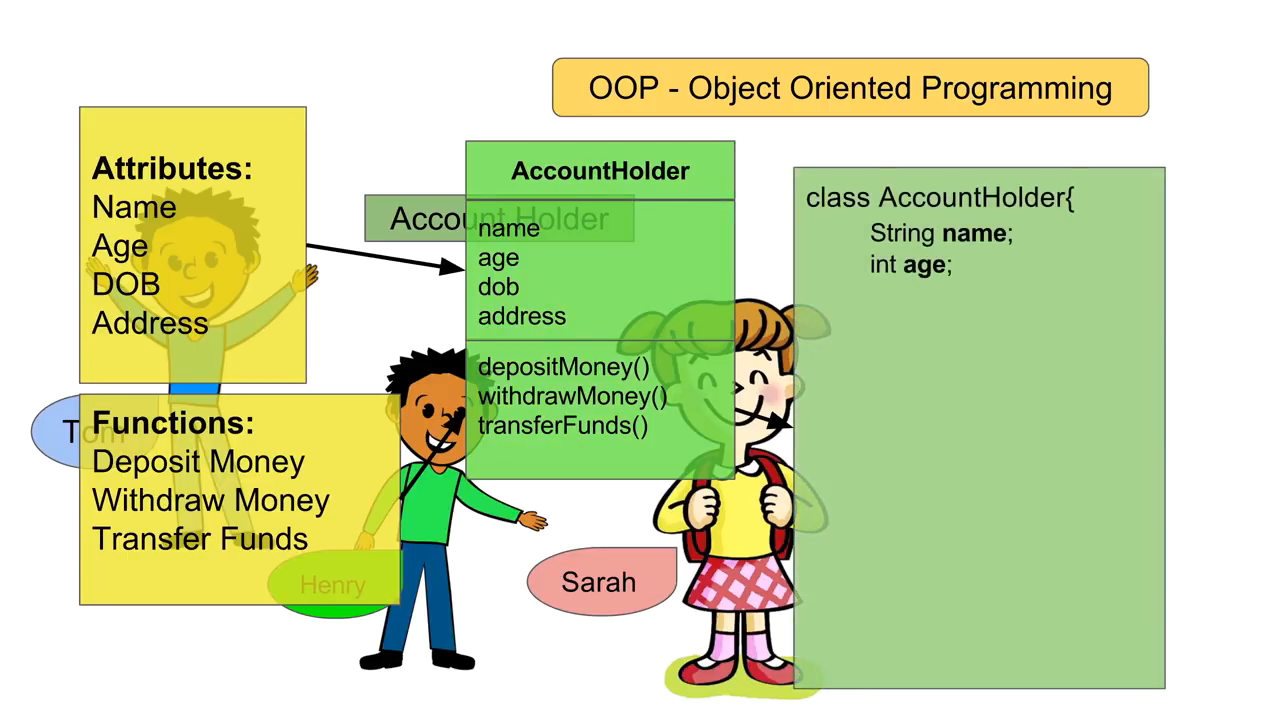 OOP - Object Oriented Programming
Attributes:
Name
Age
DOB
Address
Tom
Functions:
Deposit Money
Withdraw Money
Transfer Funds
Henry
Account Holder
AccountHolder
name
age
dob
address
depositMoney()
withdrawMoney()
transferFunds()
Sarah
class AccountHolder{
String name;
int age;